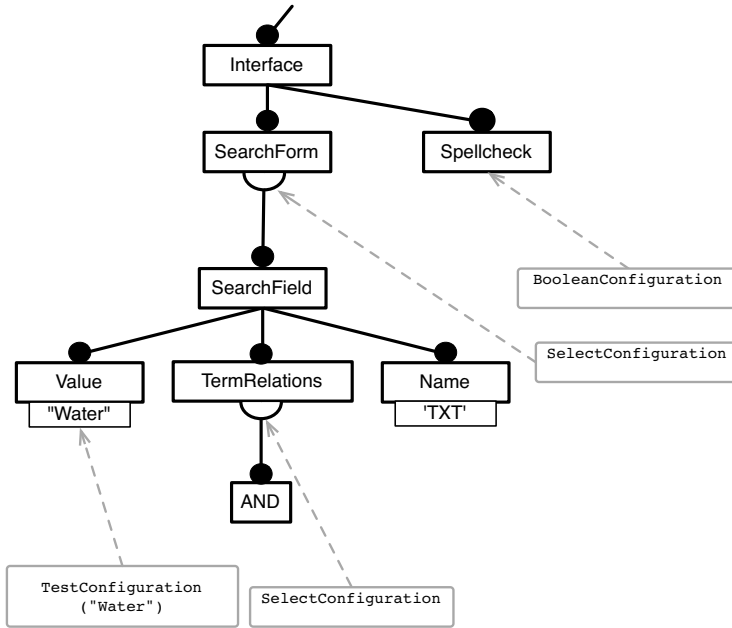 Interface
SearchForm
Spellcheck
SearchField
BooleanConfiguration
SelectConfiguration
Value
TermRelations
Name
"Water"
'TXT'
AND
TestConfiguration
("Water")
SelectConfiguration